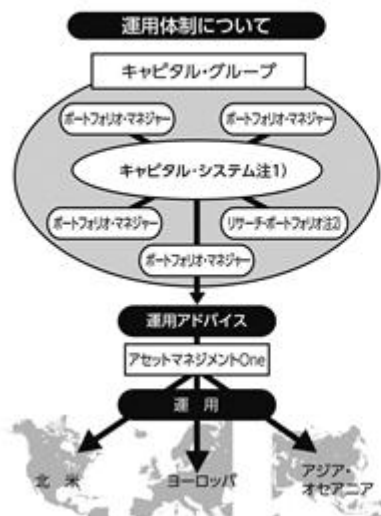 運用体制について
キャピタル・グループ
ポートフォリオ・マネジャー
ポートフォリオ・マネジャー
キャピタル・システム注1)
ポートフォリオ・マネジャー
リサーチ・ポートフォリオ注2)
ポートフォリオ・マネジャー
運用アドバイス
アセットマネジメントOne
運用
北米
ヨーロッパ
アジア・
オセアニア